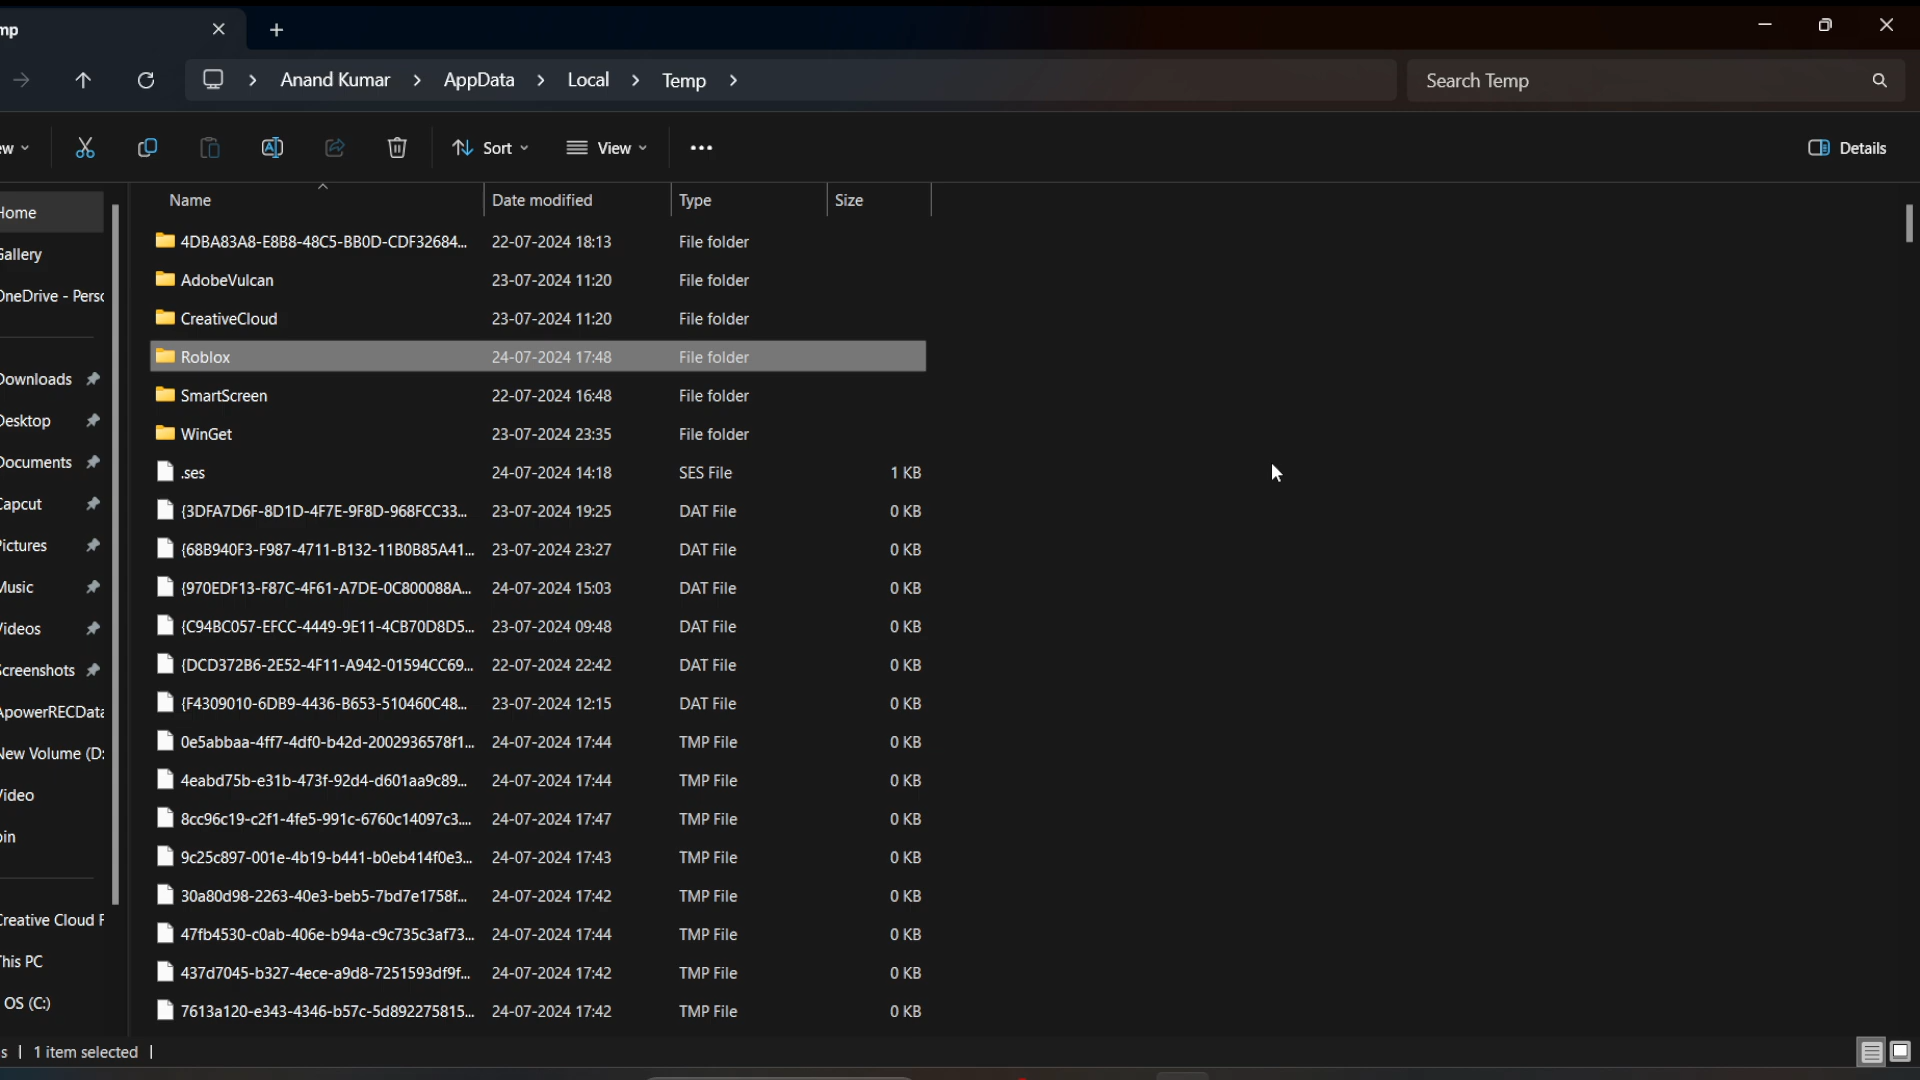 mp
Anand Kumar AppData Local Temp Search Temp
ew Sort View ••• Details
Name Date modified Type Size
4DBA83A8-E8B8-48C5-BB0D-CDF32684... 22-07-2024 18:13 File folder
AdobeVulcan 23-07-2024 11:20 File folder
CreativeCloud 23-07-2024 11:20 File folder
Roblox 24-07-2024 17:48 File folder
SmartScreen 22-07-2024 16:48 File folder
WinGet 23-07-2024 23:35 File folder
.ses 24-07-2024 14:18 SES File 1 KB
{3DFA7D6F-8D1D-4F7E-9F8D-968FCC33... 23-07-2024 19:25 DAT File 0 KB
{68B940F3-F987-4711-B132-11B0B85A41... 23-07-2024 23:27 DAT File 0 KB
{970EDF13-F87C-4F61-A7DE-0C800088A... 24-07-2024 15:03 DAT File 0 KB
{C94BC057-EFCC-4449-9E11-4CB70D8D5... 23-07-2024 09:48 DAT File 0 KB
{DCD372B6-2E52-4F11-A942-01594CC69... 22-07-2024 22:42 DAT File 0 KB
{F4309010-6DB9-4436-B653-510460C48... 23-07-2024 12:15 DAT File 0 KB
0e5abbaa-4ff7-4df0-b42d-2002936578f1... 24-07-2024 17:44 TMP File 0 KB
4eabd75b-e31b-473f-92d4-d601aa9c89... 24-07-2024 17:44 TMP File 0 KB
8cc96c19-c2f1-4fe5-991c-6760c14097c3.... 24-07-2024 17:47 TMP File 0 KB
9c25c897-001e-4b19-b441-b0eb414f0e3... 24-07-2024 17:43 TMP File 0 KB
30a80d98-2263-40e3-beb5-7bd7e1758f... 24-07-2024 17:42 TMP File 0 KB
47fb4530-c0ab-406e-b94a-c9c735c3af73... 24-07-2024 17:44 TMP File 0 KB
437d7045-b327-4ece-a9d8-7251593df9f... 24-07-2024 17:42 TMP File 0 KB
7613a120-e343-4346-b57c-5d892275815... 24-07-2024 17:42 TMP File 0 KB
Home
Gallery
OneDrive - Perso
Downloads
Desktop
Documents
Capcut
Pictures
Music
Videos
Screenshots
ApowerRECData
New Volume (D:
Video
bin
Creative Cloud F
This PC
OS (C:)
s 1 item selected